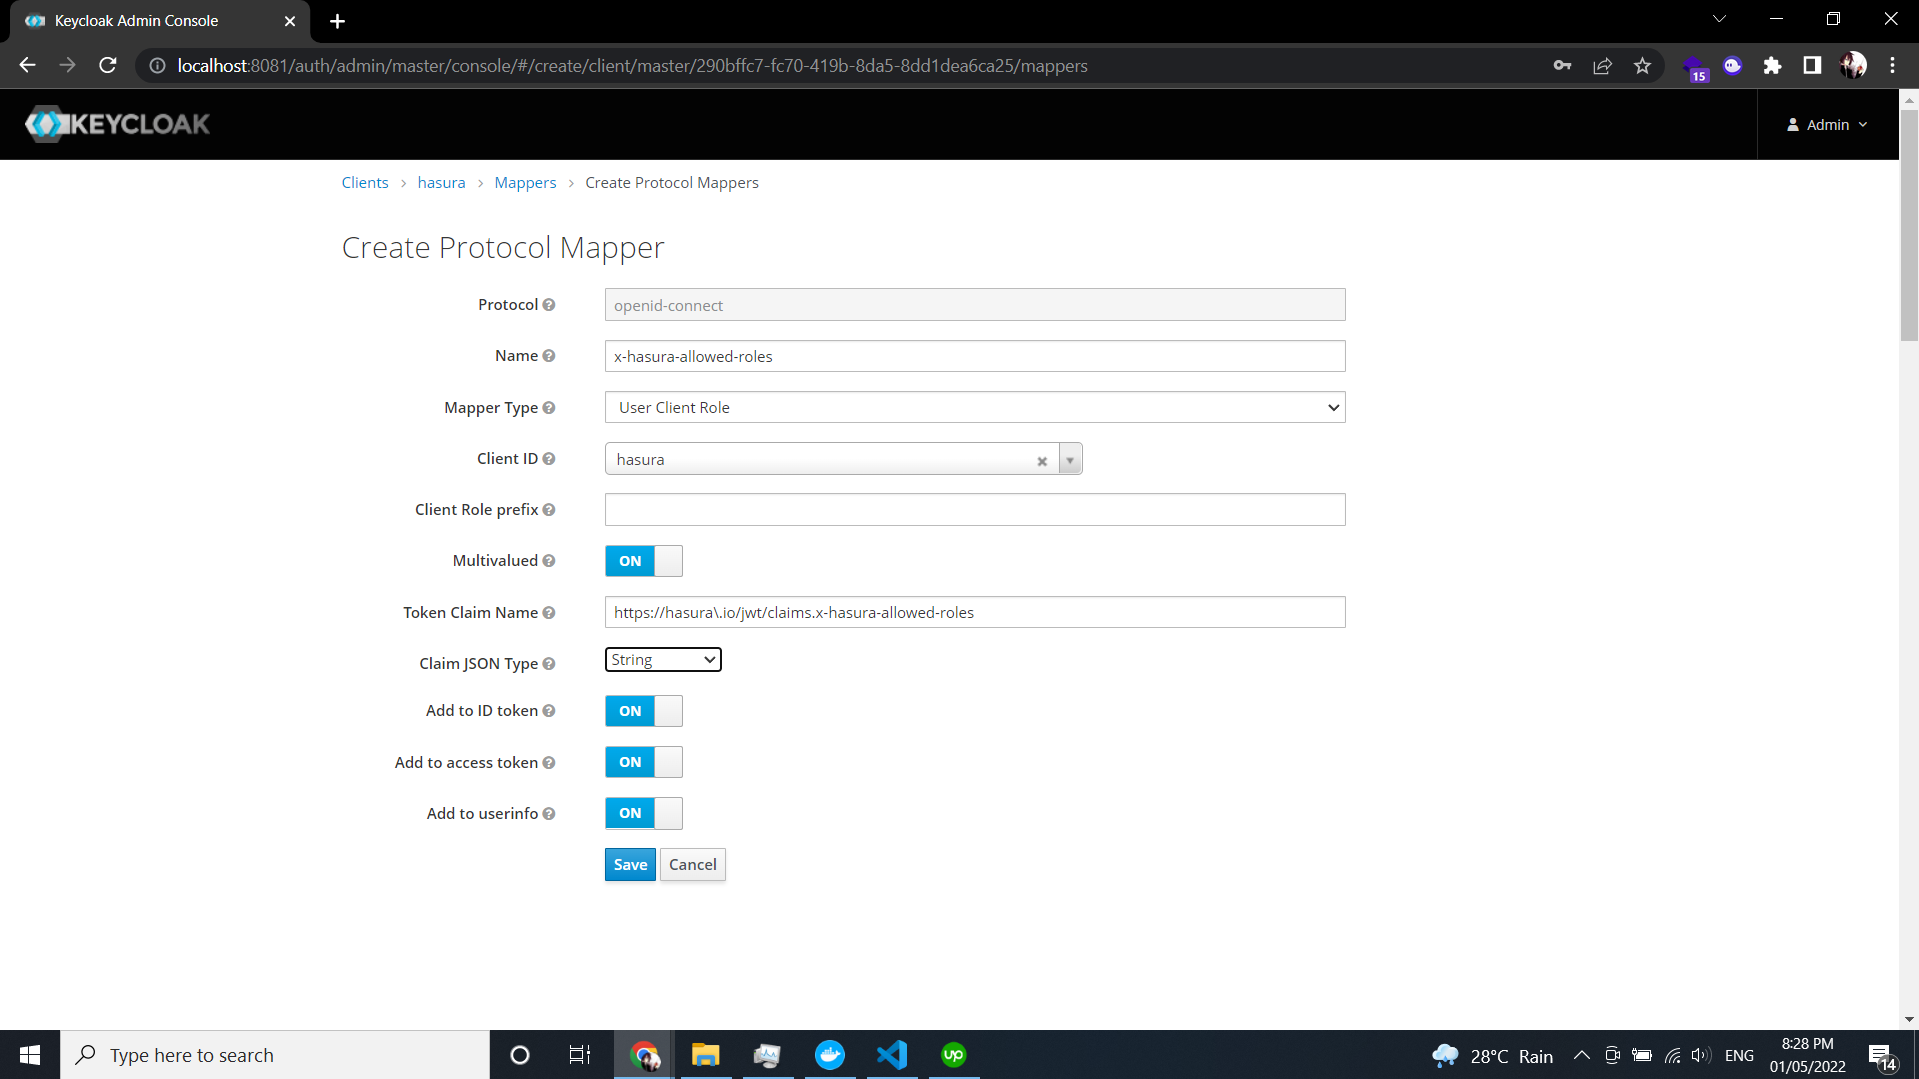 Keycloak Admin Console
localhost:8081/auth/admin/master/console/#/create/client/master/290bffc7-fc70-419b-8da5-8dd1dea6ca25/mappers
15
KEYCLOAK
Admin
Clients > hasura > Mappers > Create Protocol Mappers
Create Protocol Mapper
Protocol
openid-connect
Name
x-hasura-allowed-roles
Mapper Type
User Client Role
Client ID
hasura
Client Role prefix
Multivalued
ON
Token Claim Name
https://hasura\.io/jwt/claims.x-hasura-allowed-roles
Claim JSON Type
String
Add to ID token
ON
Add to access token
ON
Add to userinfo
ON
Save Cancel
Type here to search
up
28°C Rain
ENG
8:28 PM
01/05/2022
14